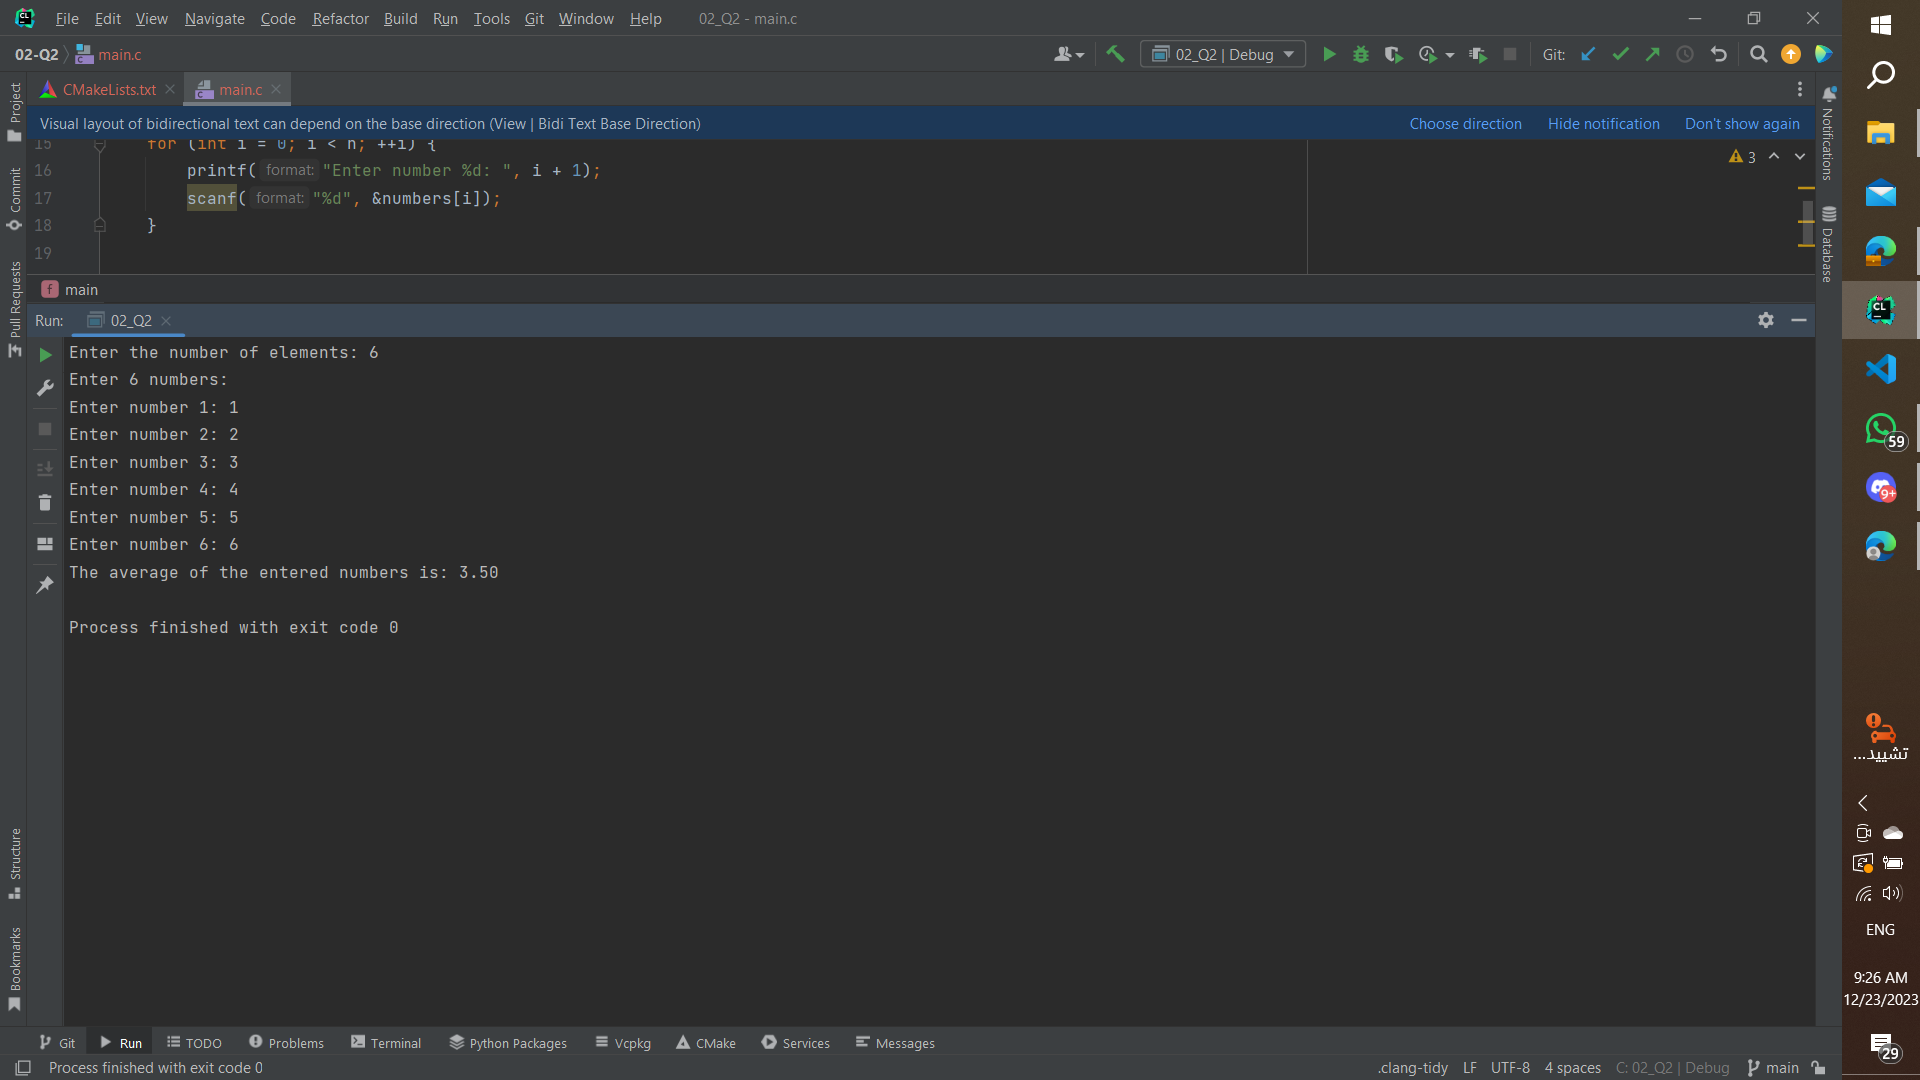 File Edit View Navigate Code Refactor Build Run Tools Git Window Help 02_Q2 - main.c
02-Q2 main.c 02_Q2 | Debug Git:
CMakeLists.txt main.c
Visual layout of bidirectional text can depend on the base direction (View | Bidi Text Base Direction) Choose direction Hide notification Don't show again
15 for (int i = 0; i < n; ++i) {
16 printf( format: "Enter number %d: ", i + 1);
17 scanf( format: "%d", &numbers[i]);
18 }
19
3
f main
Run: 02_Q2
Enter the number of elements: 6
Enter 6 numbers:
Enter number 1: 1
Enter number 2: 2
Enter number 3: 3
Enter number 4: 4
Enter number 5: 5
Enter number 6: 6
The average of the entered numbers is: 3.50
Process finished with exit code 0
Project
Commit
Pull Requests
Structure
Bookmarks
Notifications
Database
Git Run TODO Problems Terminal Python Packages Vcpkg CMake Services Messages
Process finished with exit code 0 .clang-tidy LF UTF-8 4 spaces C: 02_Q2 | Debug main
CL
59
9+
تشييد...
ENG
9:26 AM
12/23/2023
29